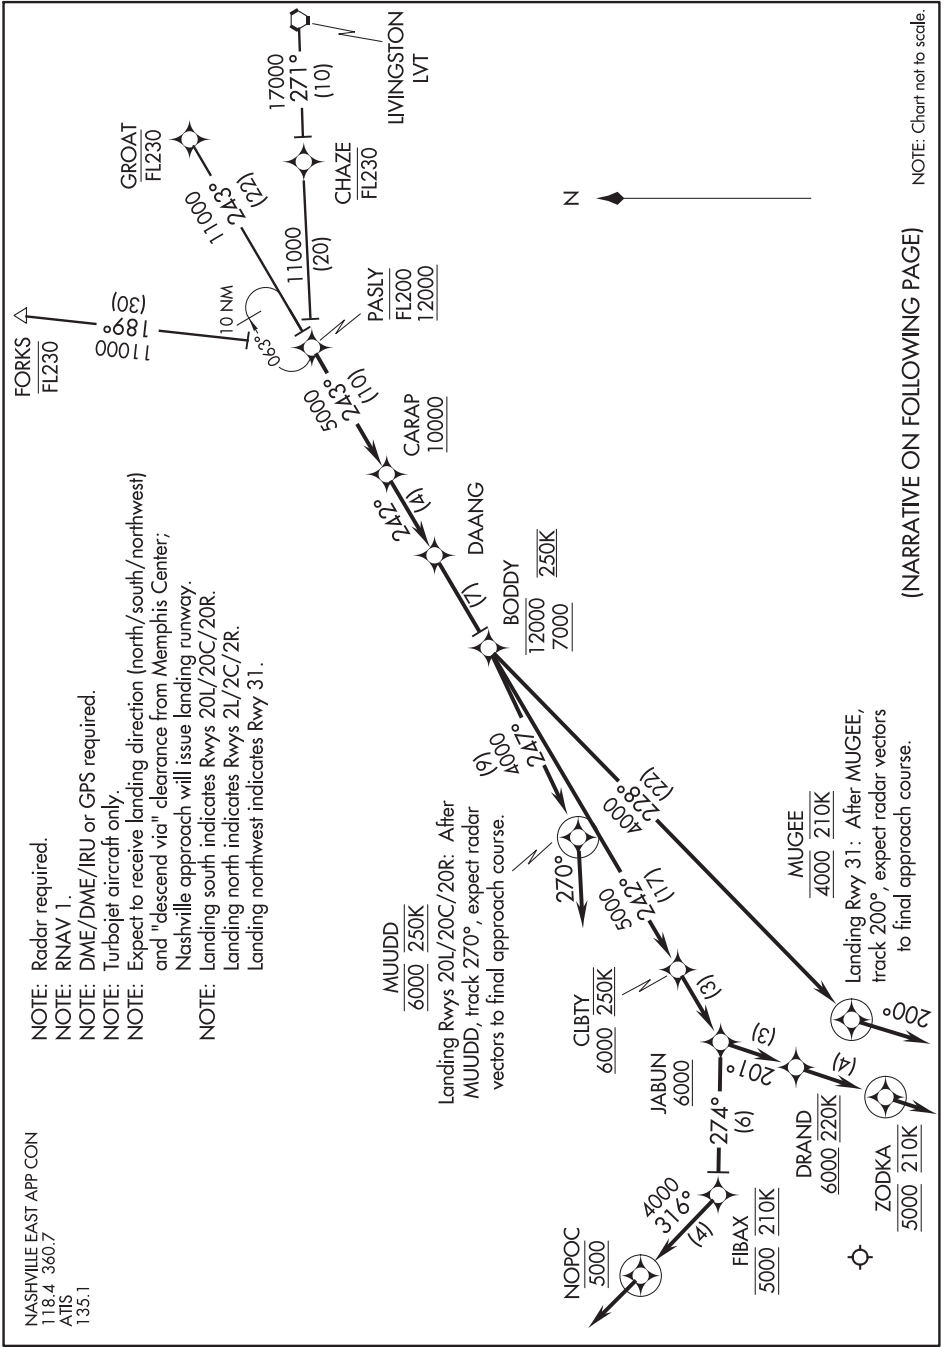 NASHVILLE EAST APP CON
118.4 360.7
ATIS
135.1
NOTE: Radar required.
NOTE: RNAV 1.
NOTE: DME/DME/IRU or GPS required.
NOTE: Turbojet aircraft only.
NOTE: Expect to receive landing direction (north/south/northwest)
and "descend via" clearance from Memphis Center;
Nashville approach will issue landing runway.
NOTE: Landing south indicates Rwys 20L/20C/20R.
Landing north indicates Rwys 2L/2C/2R.
Landing northwest indicates Rwy 31.
FORKS
FL230
11000
189°
(30)
GROAT
FL230
11000
243°
(22)
10 NM
063°
17000
271°
(10)
LIVINGSTON
LVT
CHAZE
FL230
11000
(20)
PASLY
FL200
12000
5000
243°
(10)
CARAP
10000
242°
(4)
DAANG
(7)
BODDY
12000 250K
7000
N
MUUDD
6000 250K
Landing Rwys 20L/20C/20R: After
MUUDD, track 270°, expect radar
vectors to final approach course.
(9)
4000
247°
270°
5000
242°
(17)
4000
228°
(22)
CLBTY
6000 250K
(3)
JABUN
6000
274°
(6)
201°
(3)
MUGEE
4000 210K
Landing Rwy 31: After MUGEE,
track 200°, expect radar vectors
to final approach course.
200°
NOPOC
5000
4000
316°
(4)
FIBAX
5000 210K
DRAND
6000 220K
(4)
ZODKA
5000 210K
(NARRATIVE ON FOLLOWING PAGE)
NOTE: Chart not to scale.